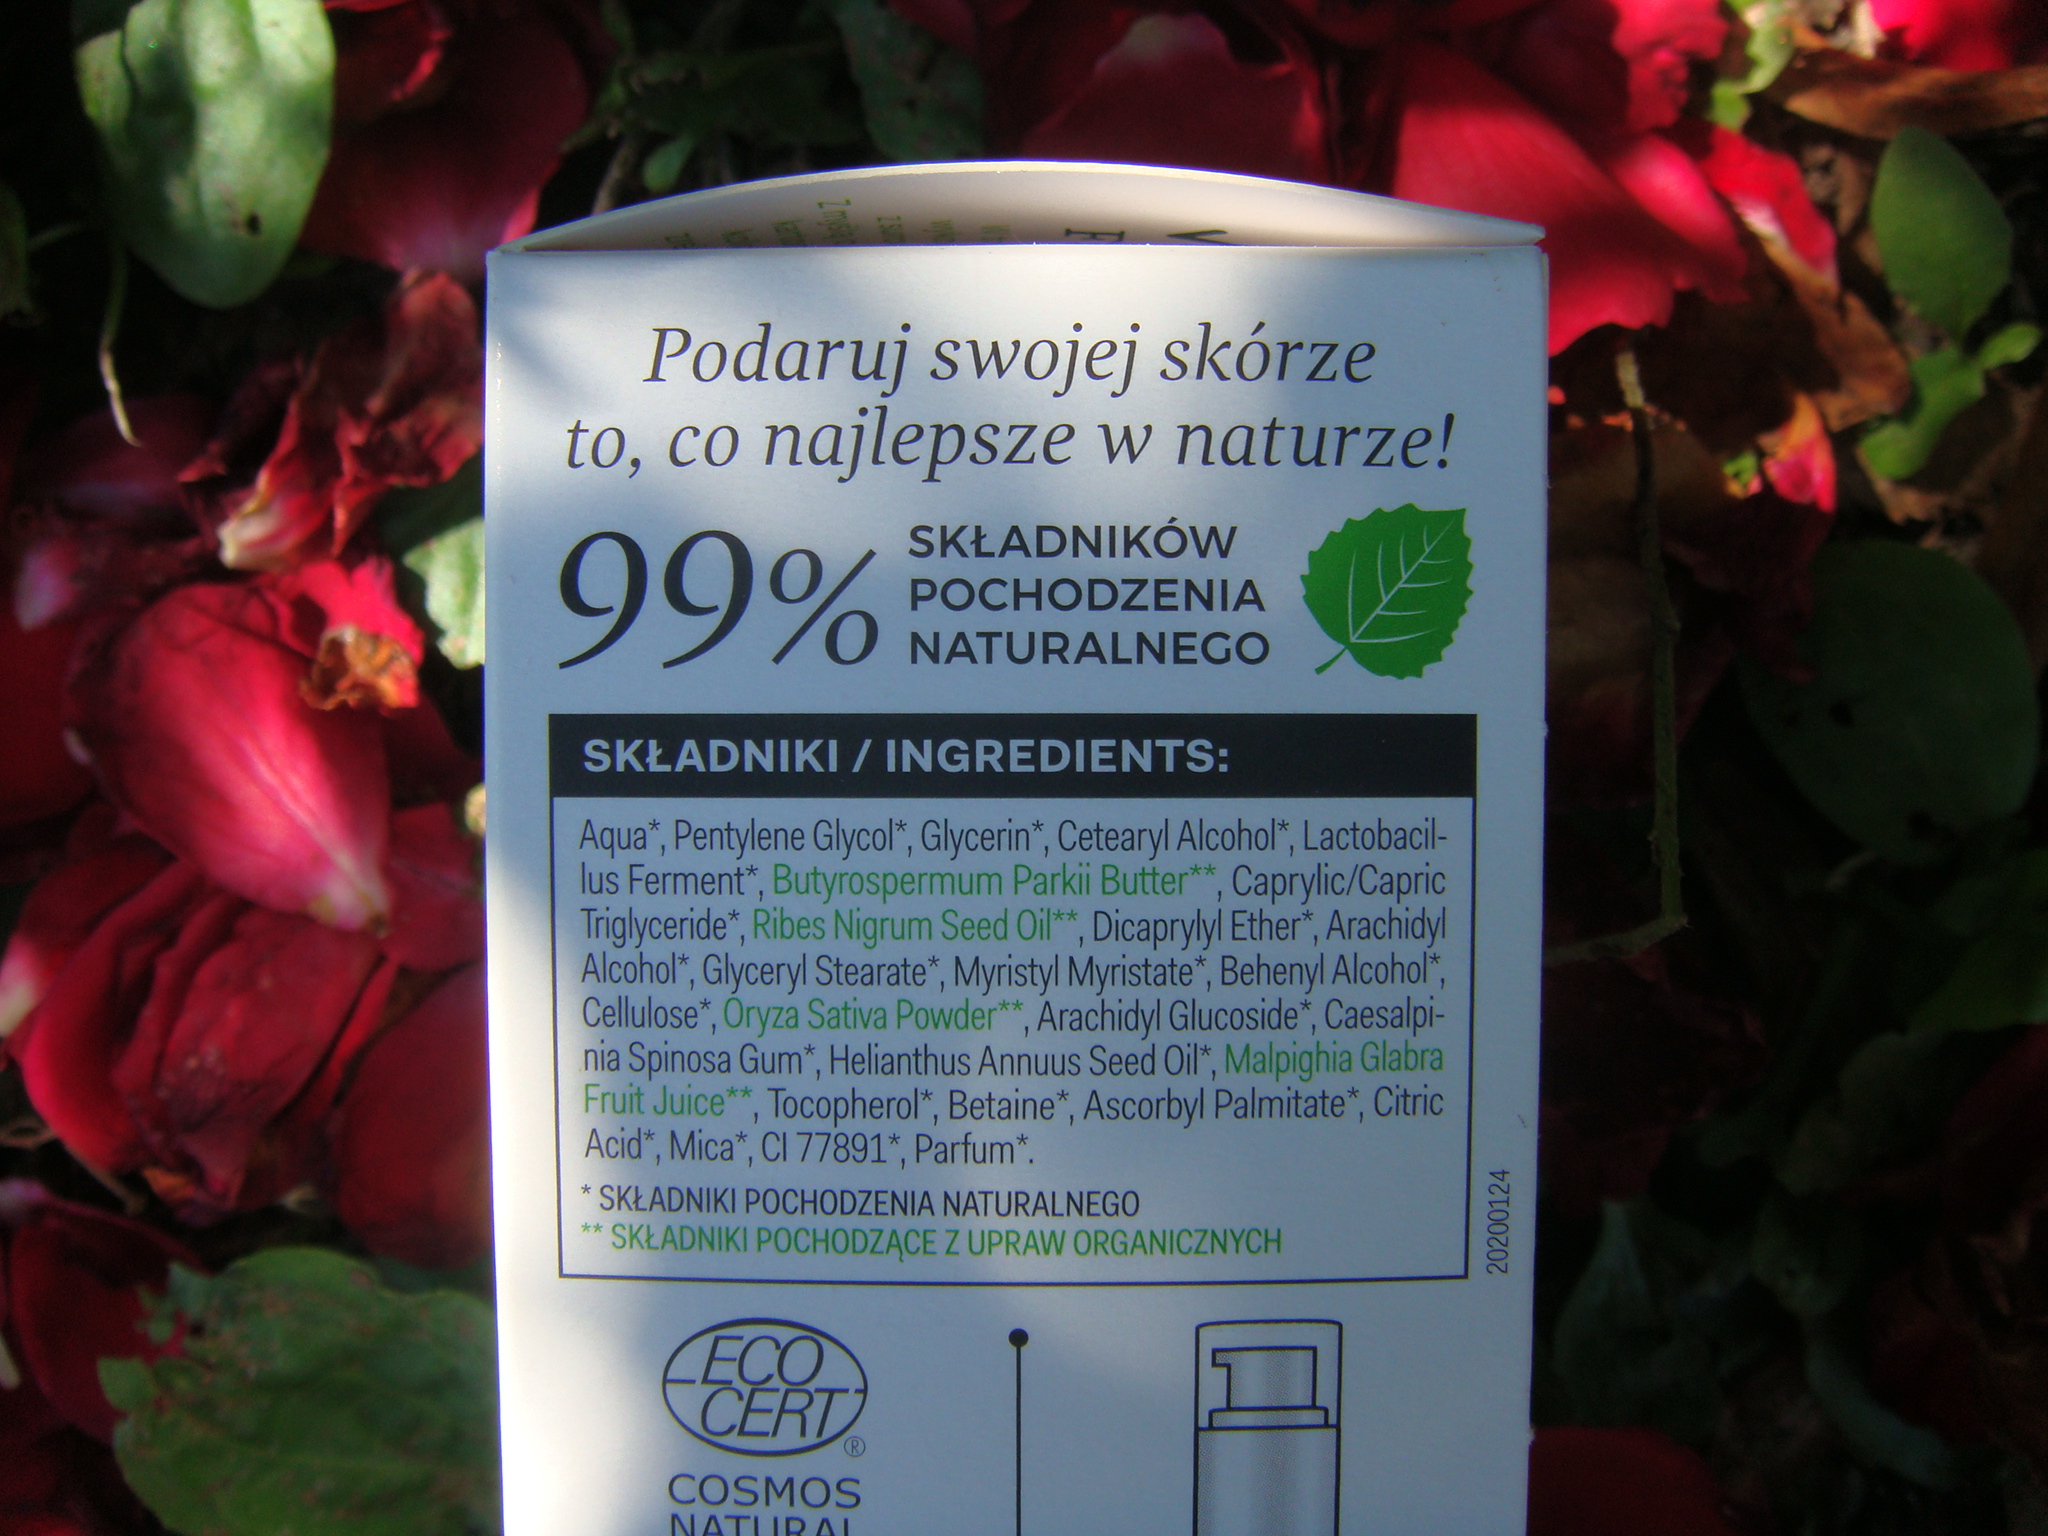 Podaruj swojej skórze
to, co najlepsze w naturze!
99% SKŁADNIKÓW
POCHODZENIA
NATURALNEGO
SKŁADNIKI / INGREDIENTS:
Aqua*, Pentylene Glycol*, Glycerin*, Cetearyl Alcohol*, Lactobacil-
lus Ferment*, Butyrospermum Parkii Butter**, Caprylic/Capric
Triglyceride*, Ribes Nigrum Seed Oil**, Dicaprylyl Ether*, Arachidyl
Alcohol*, Glyceryl Stearate*, Myristyl Myristate*, Behenyl Alcohol*,
Cellulose*, Oryza Sativa Powder**, Arachidyl Glucoside*, Caesalpi-
nia Spinosa Gum*, Helianthus Annuus Seed Oil*, Malpighia Glabra
Fruit Juice**, Tocopherol*, Betaine*, Ascorbyl Palmitate*, Citric
Acid*, Mica*, CI 77891*, Parfum*.
* SKŁADNIKI POCHODZENIA NATURALNEGO
** SKŁADNIKI POCHODZĄCE Z UPRAW ORGANICZNYCH
20200124
ECO
CERT
®
COSMOS
NATURAL